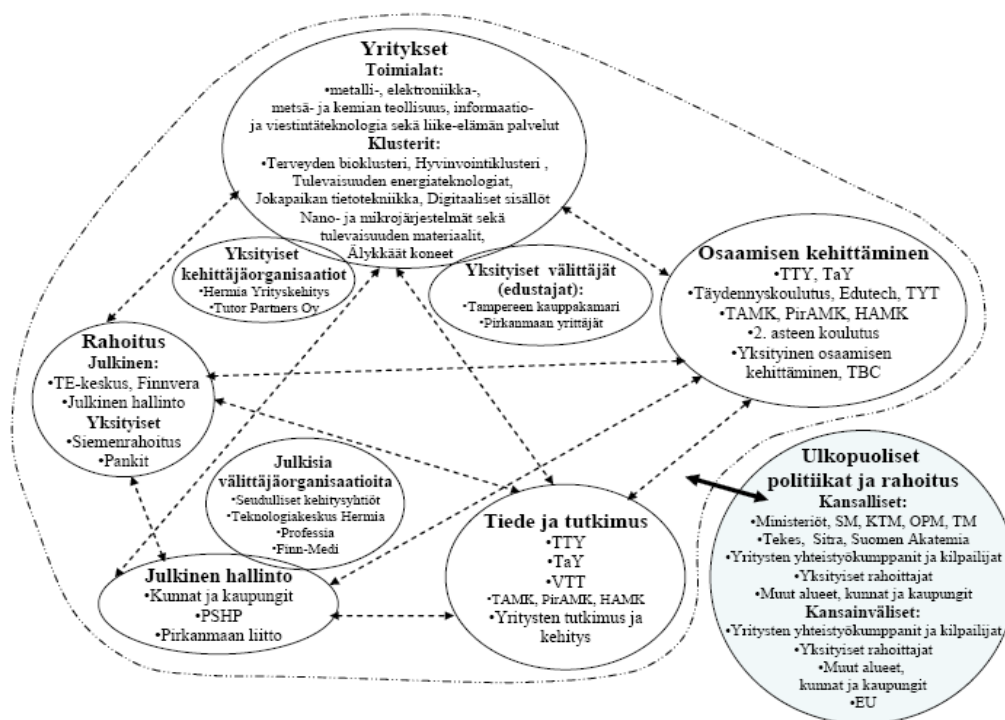 Yritykset
Toimialat:
•metalli-, elektroniikka-,
metsä- ja kemian teollisuus, informaatio-
ja viestintäteknologia sekä liike-elämän palvelut
Klusterit:
•Terveyden bioklusteri, Hyvinvointiklusteri ,
Tulevaisuuden energiateknologiat,
Jokapaikan tietotekniikka, Digitaaliset sisällöt
Nano- ja mikrojärjestelmät sekä
tulevaisuuden materiaalit,
Älykkäät koneet
Yksityiset
kehittäjäorganisaatiot
•Hermia Yrityskehitys
•Tutor Partners Oy
Yksityiset välittäjät
(edustajat):
•Tampereen kauppakamari
•Pirkanmaan yrittäjät
Osaamisen kehittäminen
•TTY, TaY
•Täydennyskoulutus, Edutech, TYT
•TAMK, PirAMK, HAMK
•2. asteen koulutus
•Yksityinen osaamisen
kehittäminen, TBC
Rahoitus
Julkinen:
•TE-keskus, Finnvera
•Julkinen hallinto
Yksityiset
•Siemenrahoitus
•Pankit
Julkisia
välittäjäorganisaatioita
•Seudulliset kehitysyhtiöt
•Teknologiakeskus Hermia
•Professia
•Finn-Medi
Julkinen hallinto
•Kunnat ja kaupungit
•PSHP
•Pirkanmaan liitto
Tiede ja tutkimus
•TTY
•TaY
•VTT
•TAMK, PirAMK, HAMK
•Yritysten tutkimus ja
kehitys
Ulkopuoliset
politiikat ja rahoitus
Kansalliset:
•Ministeriöt, SM, KTM, OPM, TM
•Tekes, Sitra, Suomen Akatemia
•Yritysten yhteistyökumppanit ja kilpailijat
•Yksityiset rahoittajat
•Muut alueet, kunnat ja kaupungit
Kansainväliset:
•Yritysten yhteistyökumppanit ja kilpailijat
•Yksityiset rahoittajat
•Muut alueet,
kunnat ja kaupungit
•EU